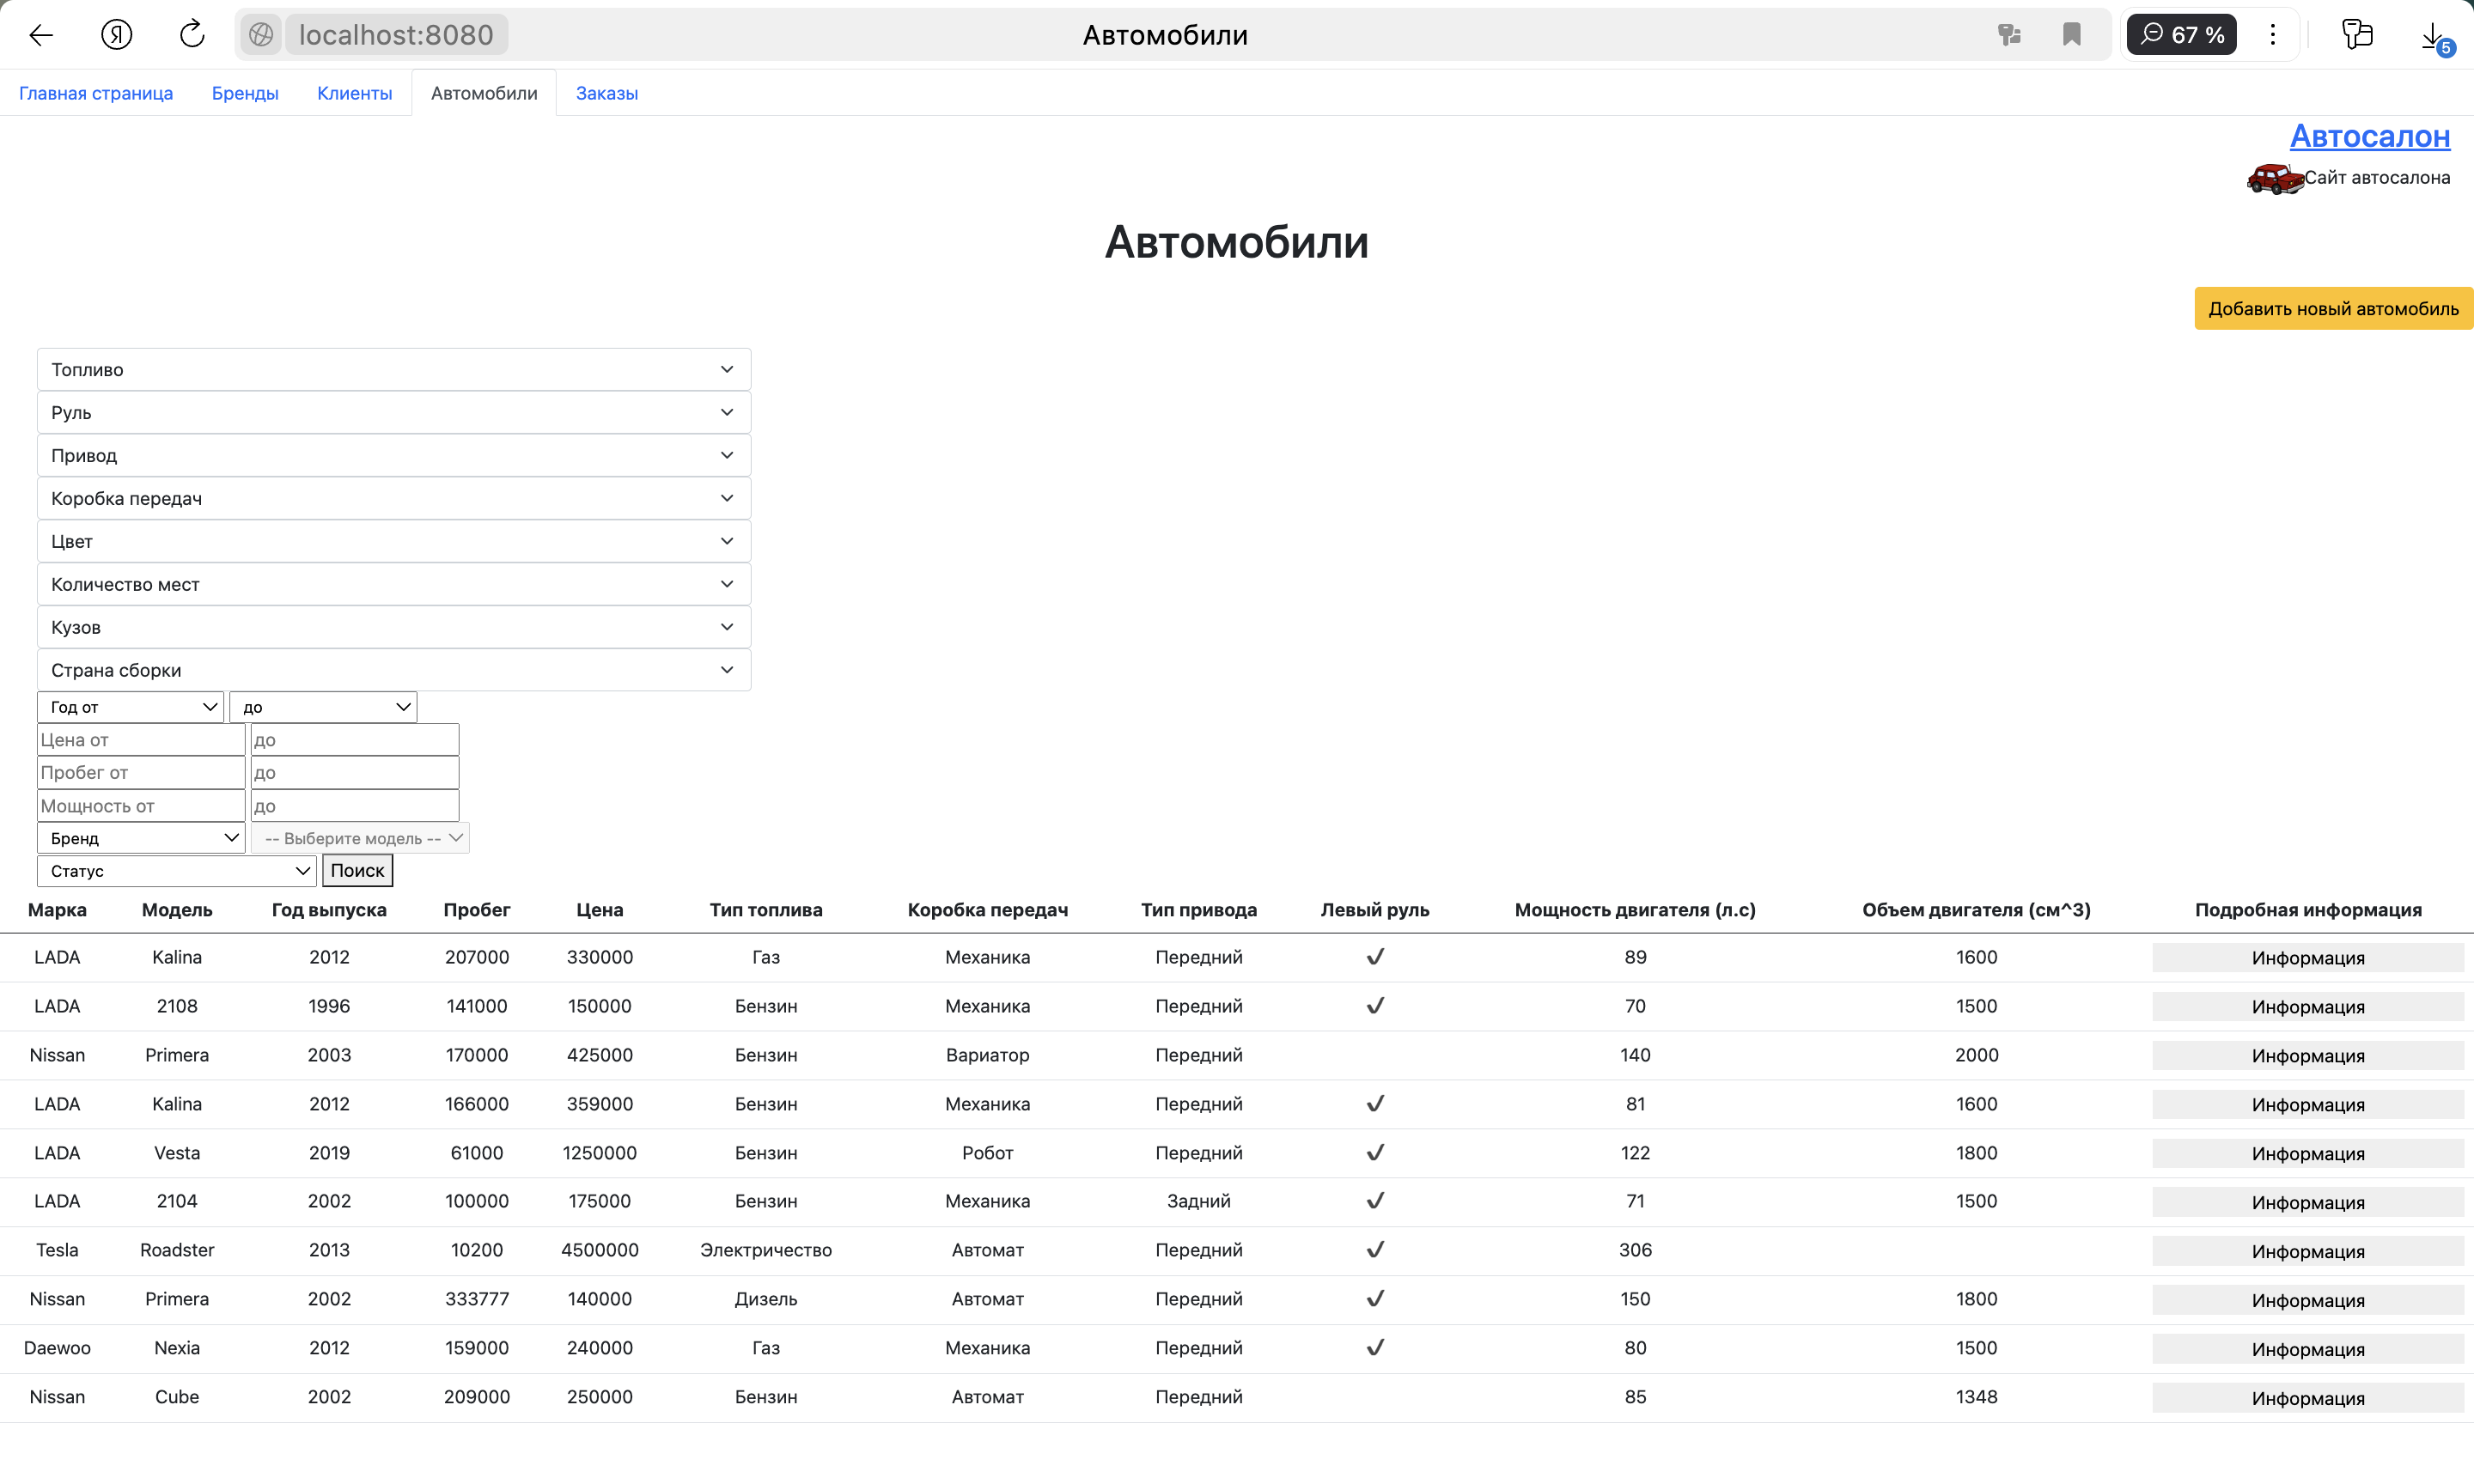 localhost:8080 Автомобили 67 %
5
Главная страница Бренды Клиенты Автомобили Заказы
Автосалон
Сайт автосалона
Автомобили
Добавить новый автомобиль
Топливо
Руль
Привод
Коробка передач
Цвет
Количество мест
Кузов
Страна сборки
Год от до
Цена от до
Пробег от до
Мощность от до
Бренд -- Выберите модель --
Статус Поиск
Марка Модель Год выпуска Пробег Цена Тип топлива Коробка передач Тип привода Левый руль Мощность двигателя (л.с) Объем двигателя (см^3) Подробная информация
LADA Kalina 2012 207000 330000 Газ Механика Передний ✔ 89 1600 Информация
LADA 2108 1996 141000 150000 Бензин Механика Передний ✔ 70 1500 Информация
Nissan Primera 2003 170000 425000 Бензин Вариатор Передний 140 2000 Информация
LADA Kalina 2012 166000 359000 Бензин Механика Передний ✔ 81 1600 Информация
LADA Vesta 2019 61000 1250000 Бензин Робот Передний ✔ 122 1800 Информация
LADA 2104 2002 100000 175000 Бензин Механика Задний ✔ 71 1500 Информация
Tesla Roadster 2013 10200 4500000 Электричество Автомат Передний ✔ 306 Информация
Nissan Primera 2002 333777 140000 Дизель Автомат Передний ✔ 150 1800 Информация
Daewoo Nexia 2012 159000 240000 Газ Механика Передний ✔ 80 1500 Информация
Nissan Cube 2002 209000 250000 Бензин Автомат Передний 85 1348 Информация